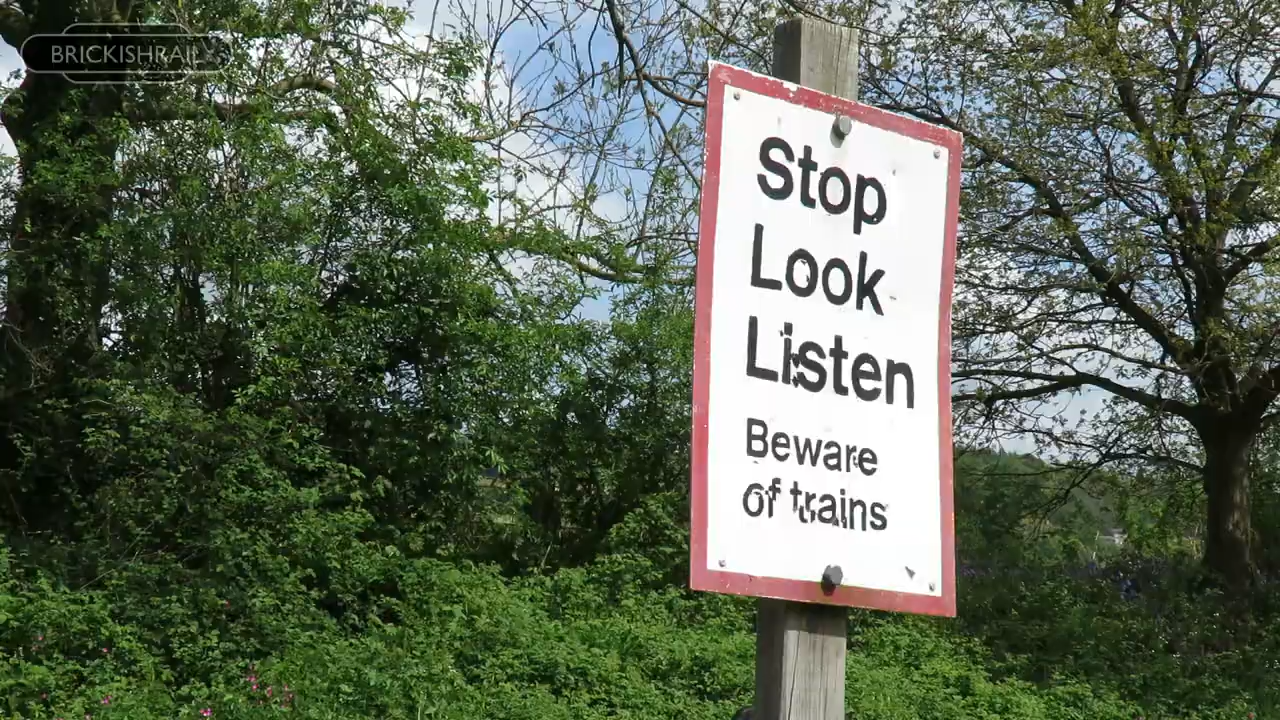 BRICKISHRAIL
Stop
Look
Listen
Beware
of trains